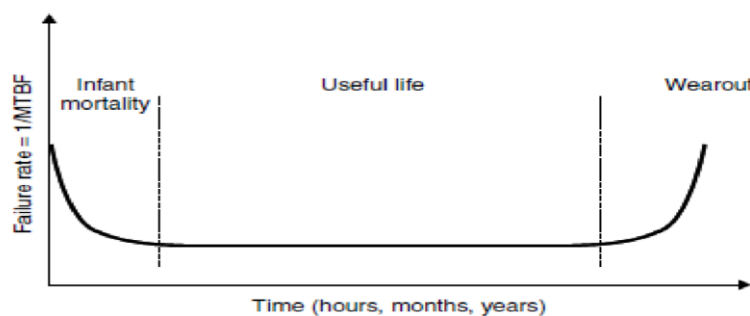 Infant
mortality
Useful life
Wearout
Failure rate = 1/MTBF
Time (hours, months, years)